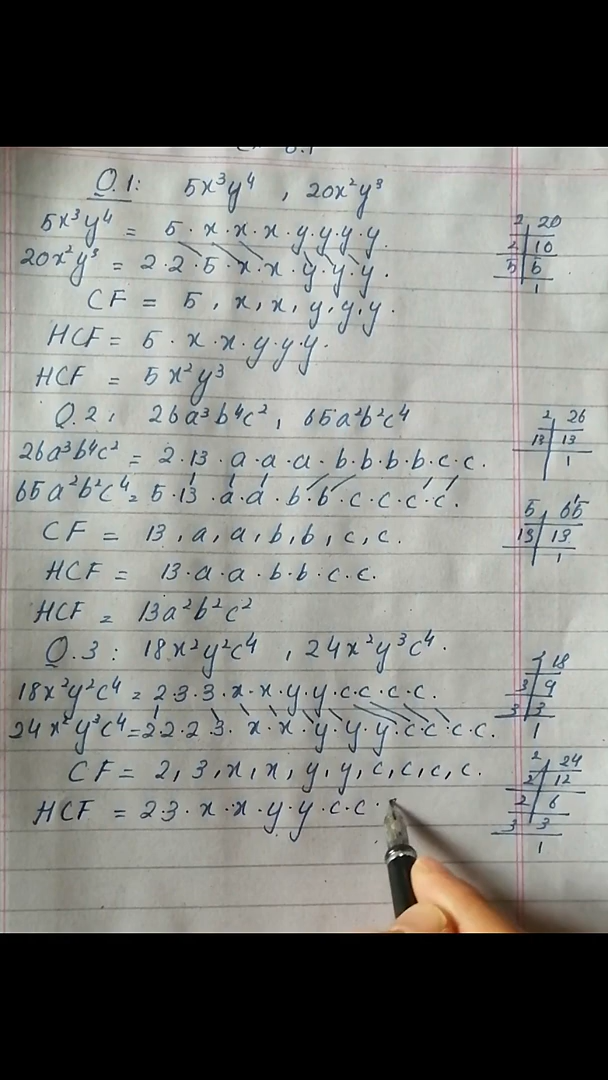 Q.1: 5x³y⁴ , 20x²y³
5x³y⁴ = 5 · x · x · x · y · y · y · y.
20x²y³ = 2 · 2 · 5 · x · x · y · y · y.
CF = 5 , x , x , y , y , y.
HCF = 5 · x · x · y · y · y.
HCF = 5x²y³
2 20
2 10
5 5
1
Q.2: 26a³b⁴c² , 65a²b²c⁴
26a³b⁴c² = 2 · 13 · a · a · a · b · b · b · b · c · c.
65a²b²c⁴ = 5 · 13 · a · a · b · b · c · c · c · c.
CF = 13 , a , a , b , b , c , c.
HCF = 13 · a · a · b · b · c · c.
HCF = 13a²b²c²
2 26
13 13
1
5 65
13 13
1
Q.3: 18x²y²c⁴ , 24x²y³c⁴.
18x²y²c⁴ = 2·3·3 · x · x · y · y · c · c · c · c.
24x²y³c⁴ = 2·2·2·3 · x · x · y · y · y · c · c · c · c.
CF = 2 , 3 , x , x , y , y , c , c , c , c.
HCF = 2·3 · x · x · y · y · c · c ·
18
3 9
3 3
1
2 24
2 12
2 6
3 3
1